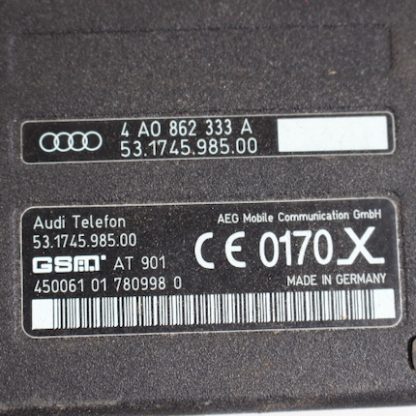 4 A0 862 333 A
53.1745.985.00
Audi Telefon
AEG Mobile Communication GmbH
53.1745.985.00
CE 0170 X
GSM AT 901
450061 01 780998 0
MADE IN GERMANY